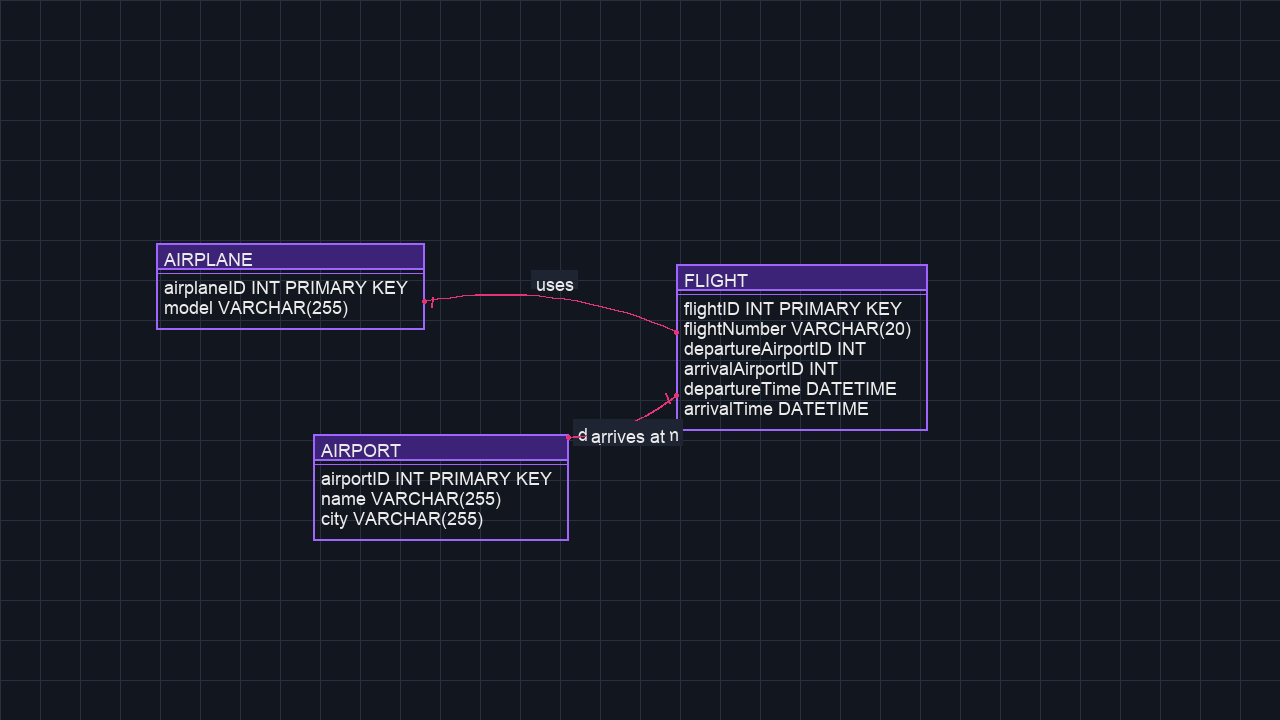 AIRPLANE
airplaneID INT PRIMARY KEY
model VARCHAR(255)
uses
FLIGHT
flightID INT PRIMARY KEY
flightNumber VARCHAR(20)
departureAirportID INT
arrivalAirportID INT
departureTime DATETIME
arrivalTime DATETIME
arrives at
AIRPORT
airportID INT PRIMARY KEY
name VARCHAR(255)
city VARCHAR(255)